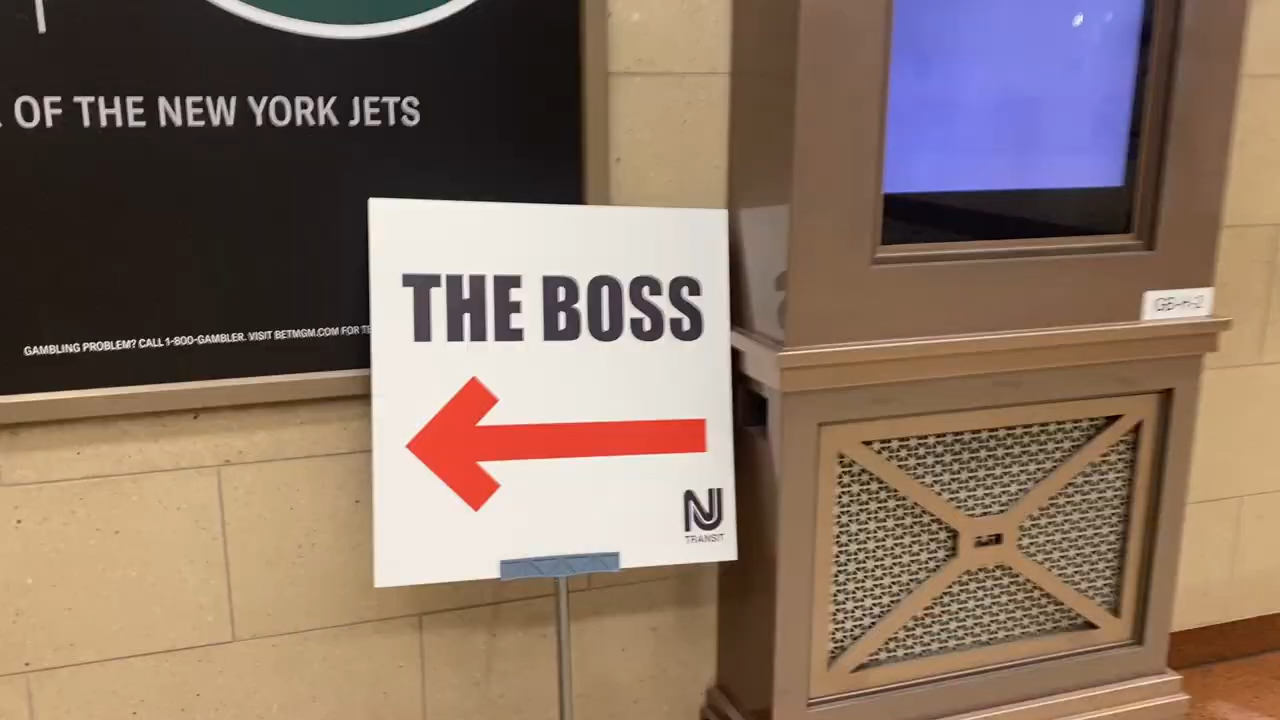 OF THE NEW YORK JETS
GAMBLING PROBLEM? CALL 1-800-GAMBLER. VISIT BETMGM.COM FOR
THE BOSS
NJ
TRANSIT